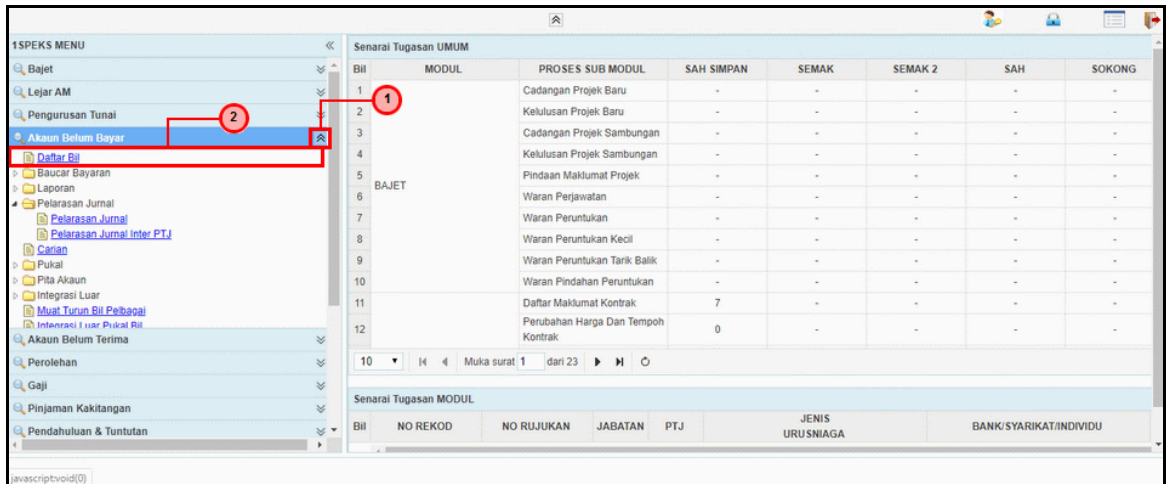 1SPEKS MENU
Bajet
Lejar AM
Pengurusan Tunai
Akaun Belum Bayar
Daftar Bil
Baucar Bayaran
Laporan
Pelarasan Jurnal
Pelarasan Jurnal
Pelarasan Jurnal Inter PTJ
Carian
Pukal
Pita Akaun
Integrasi Luar
Muat Turun Bil Pelbagai
Integrasi Luar Pukal Bil
Akaun Belum Terima
Perolehan
Gaji
Pinjaman Kakitangan
Pendahuluan & Tuntutan
1
2
Senarai Tugasan UMUM
Bil MODUL PROSES SUB MODUL SAH SIMPAN SEMAK SEMAK 2 SAH SOKONG
1 Cadangan Projek Baru - - - - -
2 Kelulusan Projek Baru - - - - -
3 Cadangan Projek Sambungan - - - - -
4 Kelulusan Projek Sambungan - - - - -
5 Pindaan Maklumat Projek - - - - -
BAJET
6 Waran Perjawatan - - - - -
7 Waran Peruntukan - - - - -
8 Waran Peruntukan Kecil - - - - -
9 Waran Peruntukan Tarik Balik - - - - -
10 Waran Pindahan Peruntukan - - - - -
11 Daftar Maklumat Kontrak 7 - - - -
12 Perubahan Harga Dan Tempoh
Kontrak 0 - - - -
10 Muka surat 1 dari 23
Senarai Tugasan MODUL
Bil NO REKOD NO RUJUKAN JABATAN PTJ JENIS
URUSNIAGA BANK/SYARIKAT/INDIVIDU
javascript:void(0)